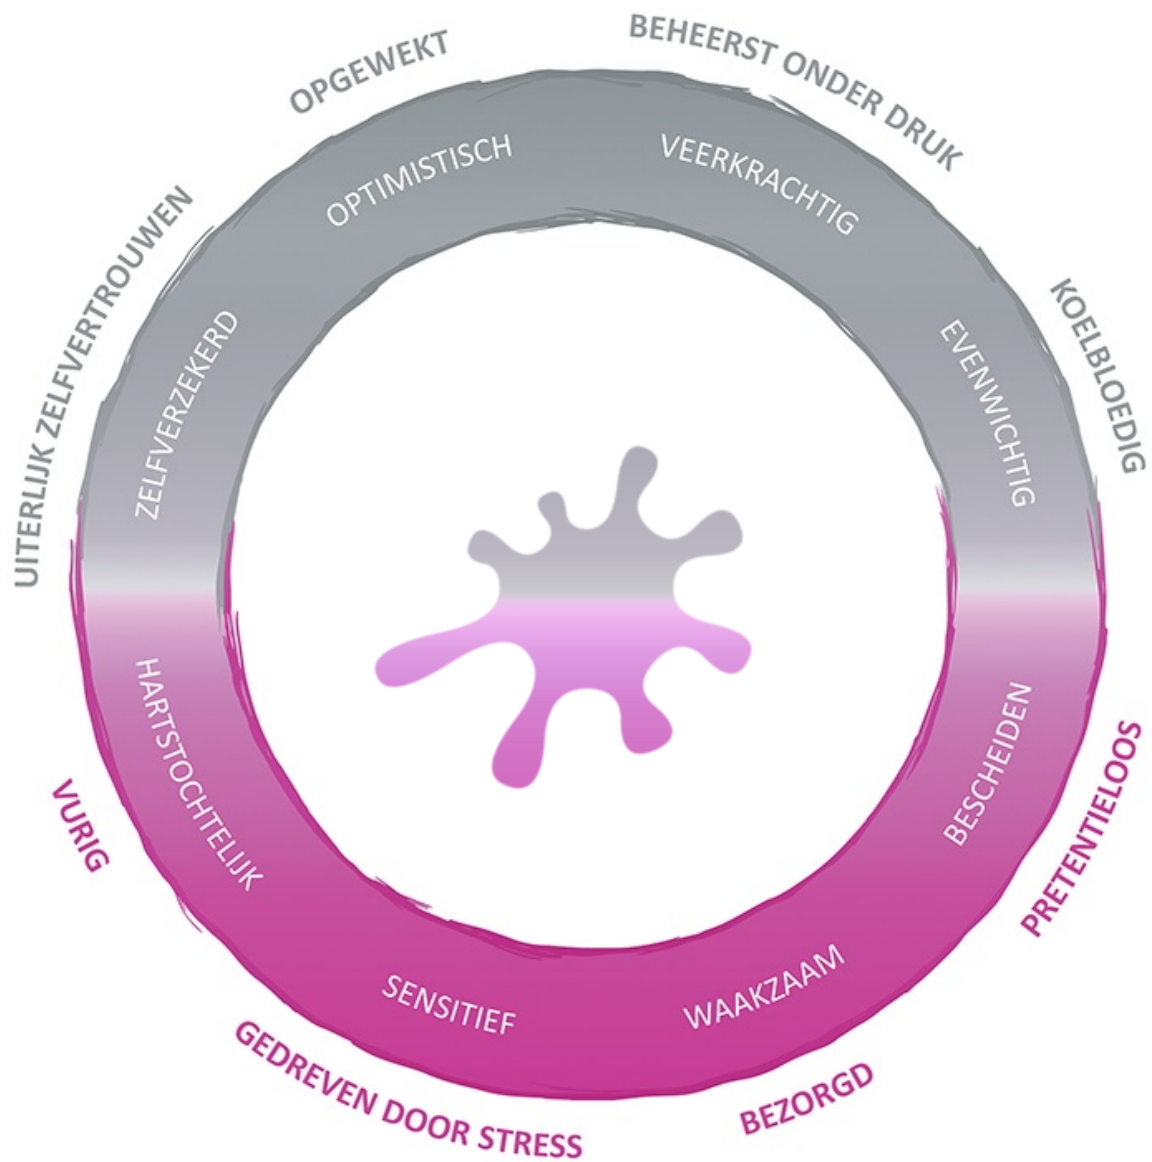 OPGEWEKT
BEHEERST ONDER DRUK
OPTIMISTISCH
VEERKRACHTIG
UITERLIJK ZELFVERTROUWEN
ZELFVERZEKERD
EVENWICHTIG
KOELBLOEDIG
HARTSTOCHTELIJK
BESCHEIDEN
VURIG
PRETENTIELOOS
SENSITIEF
WAAKZAAM
GEDREVEN DOOR STRESS
BEZORGD